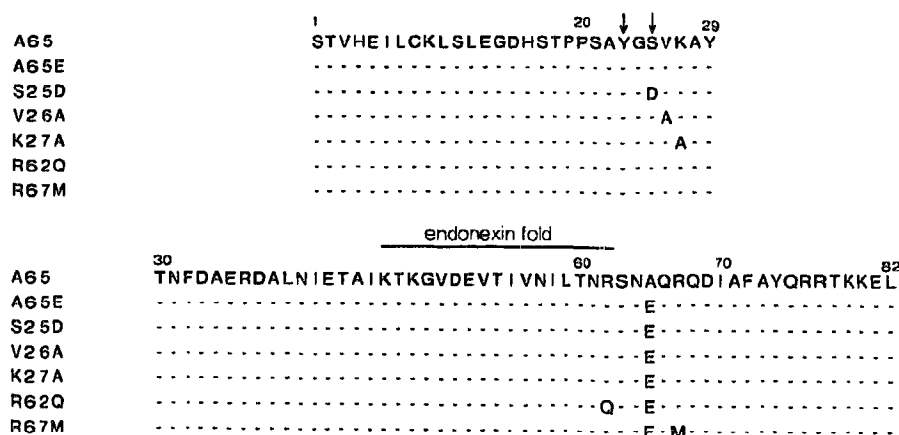 1 20 ↓ ↓ 29
A65 STVHEILCKLSLEGDHSTPPSAYGSVKAY
A65E -----------------------------
S25D ------------------------D----
V26A -------------------------A---
K27A --------------------------A--
R62Q -----------------------------
R67M -----------------------------
endonexin fold
30 60 70 82
A65 TNFDAERDALNIETAIKTKGVDEVTIVNILTNRSNAQRQDIAFAYQRRTKKEL
A65E -----------------------------------E-----------------
S25D -----------------------------------E-----------------
V26A -----------------------------------E-----------------
K27A -----------------------------------E-----------------
R62Q --------------------------------Q--E-----------------
R67M -----------------------------------E-M---------------